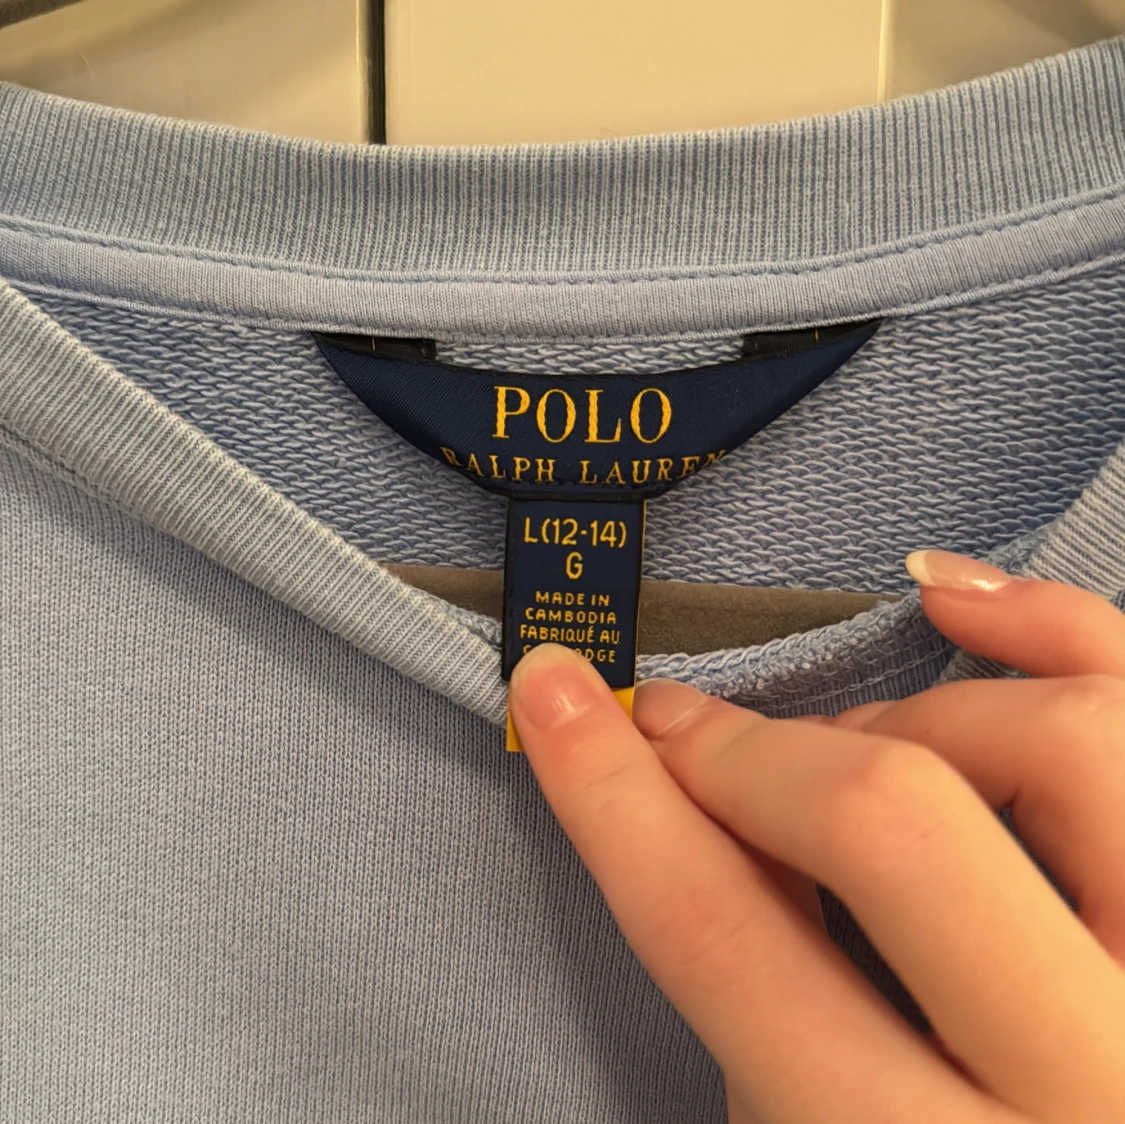 POLO
RALPH LAUREN
L(12-14)
G
MADE IN
CAMBODIA
FABRIQUÉ AU